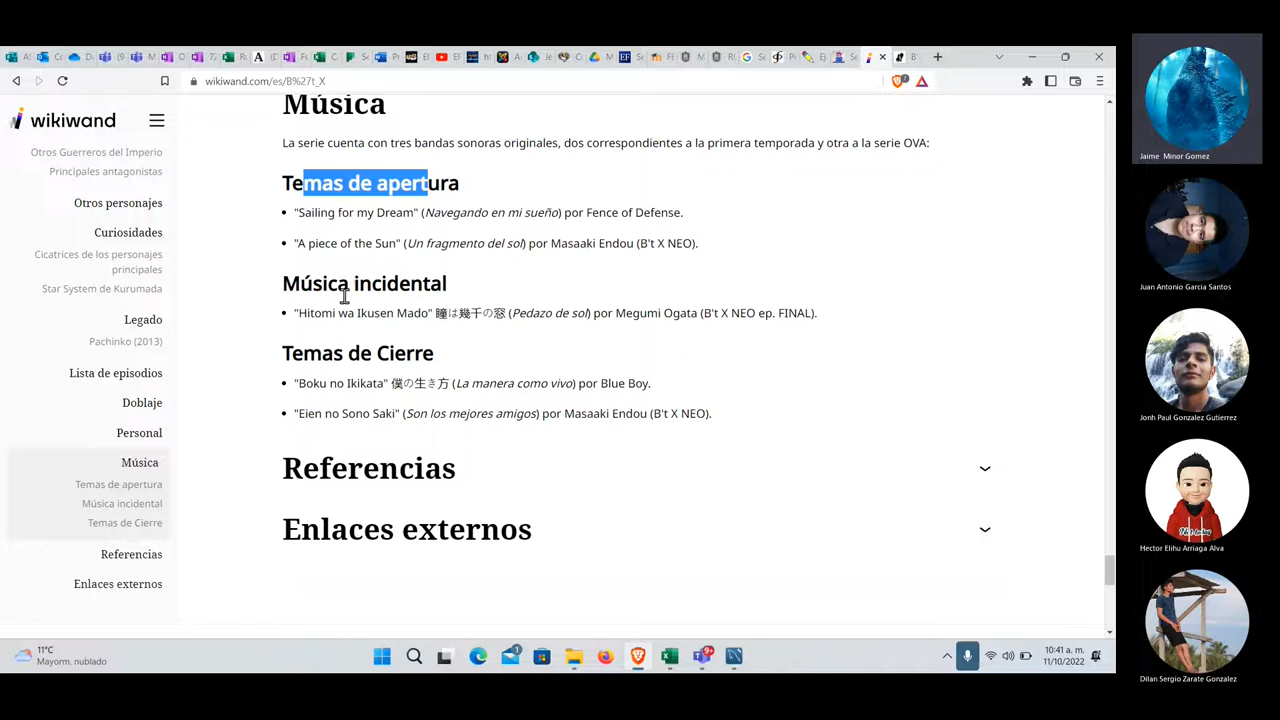 wikiwand.com/es/B%27t_X
wikiwand
Otros Guerreros del Imperio
Principales antagonistas
Otros personajes
Curiosidades
Cicatrices de los personajes
principales
Star System de Kurumada
Legado
Pachinko (2013)
Lista de episodios
Doblaje
Personal
Música
Temas de apertura
Música incidental
Temas de Cierre
Referencias
Enlaces externos
Música
La serie cuenta con tres bandas sonoras originales, dos correspondientes a la primera temporada y otra a la serie OVA:
Temas de apertura
"Sailing for my Dream" (Navegando en mi sueño) por Fence of Defense.
"A piece of the Sun" (Un fragmento del sol) por Masaaki Endou (B't X NEO).
Música incidental
"Hitomi wa Ikusen Mado" 瞳は幾千の窓 (Pedazo de sol) por Megumi Ogata (B't X NEO ep. FINAL).
Temas de Cierre
"Boku no Ikikata" 僕の生き方 (La manera como vivo) por Blue Boy.
"Eien no Sono Saki" (Son los mejores amigos) por Masaaki Endou (B't X NEO).
Referencias
Enlaces externos
11°C
Mayorm. nublado
10:41 a. m.
11/10/2022
Jaime Minor Gomez
Juan Antonio Garcia Santos
Jonh Paul Gonzalez Gutierrez
Hector Elihu Arriaga Alva
Dilan Sergio Zarate Gonzalez